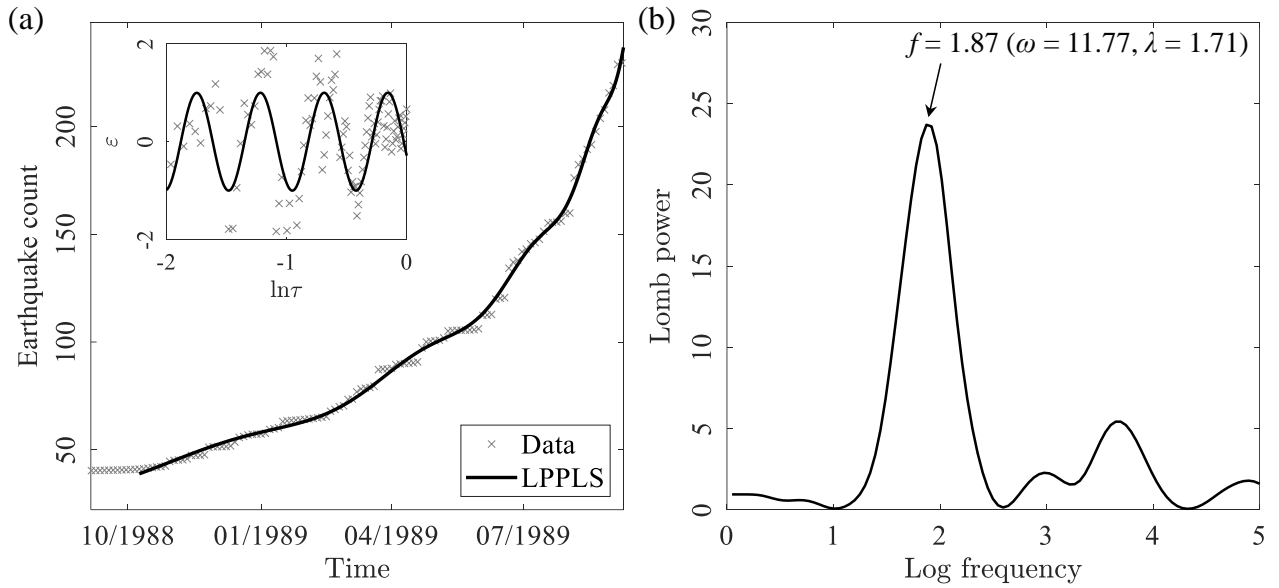 (a)
Earthquake count
200
150
100
50
2
0
-2
ε
-2 -1 0
lnτ
Data
LPPLS
10/1988 01/1989 04/1989 07/1989
Time
(b)
Lomb power
30
25
20
15
10
5
0
f = 1.87 (ω = 11.77, λ = 1.71)
0 1 2 3 4 5
Log frequency